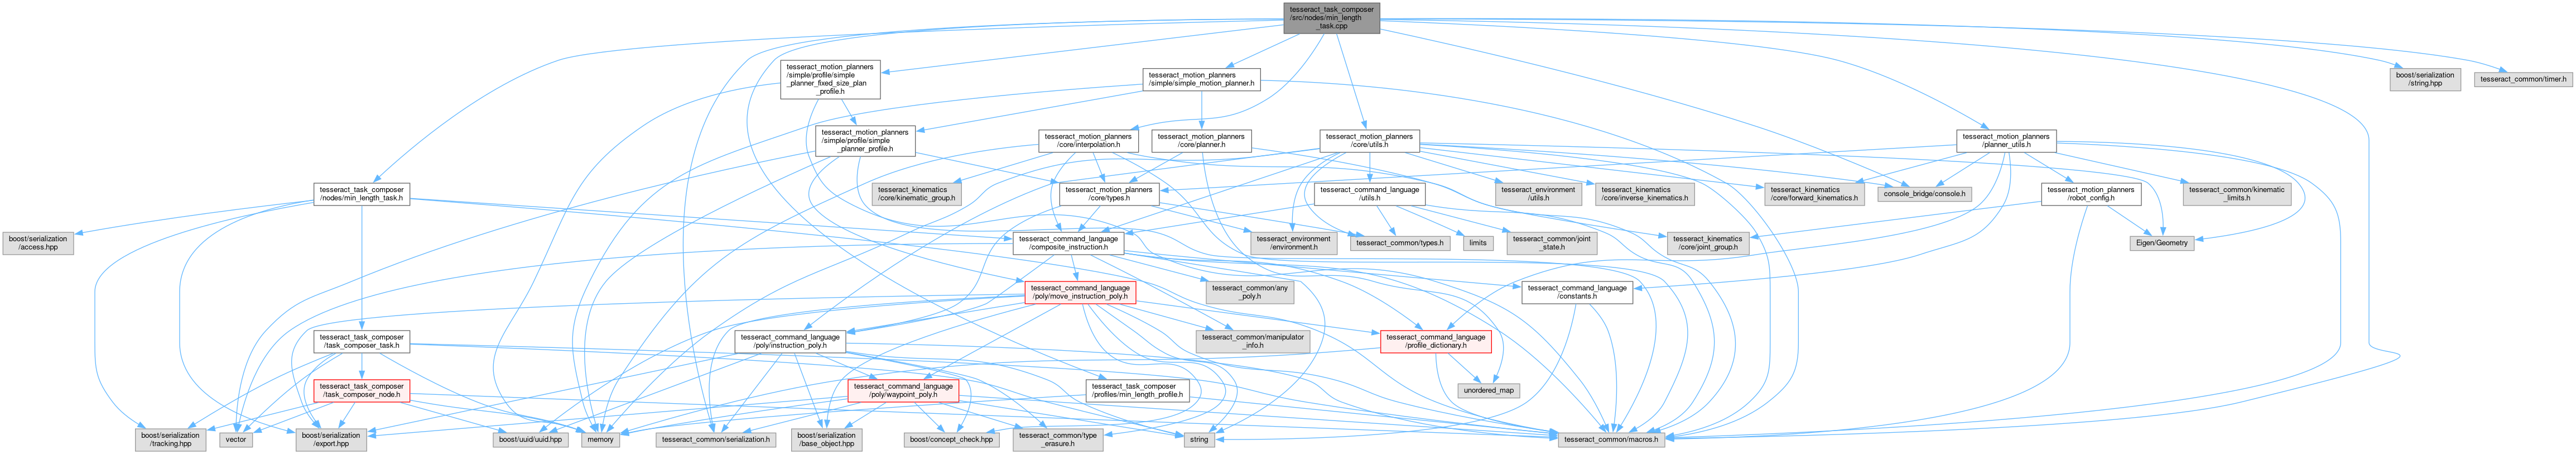 tesseract_task_composer
/src/nodes/min_length
_task.cpp
tesseract_motion_planners
/simple/profile/simple
_planner_fixed_size_plan
_profile.h
tesseract_motion_planners
/simple/simple_motion_planner.h
boost/serialization
/string.hpp
tesseract_common/timer.h
tesseract_motion_planners
/simple/profile/simple
_planner_profile.h
tesseract_motion_planners
/core/interpolation.h
tesseract_motion_planners
/core/planner.h
tesseract_motion_planners
/core/utils.h
tesseract_motion_planners
/planner_utils.h
tesseract_task_composer
/nodes/min_length_task.h
tesseract_kinematics
/core/kinematic_group.h
tesseract_motion_planners
/core/types.h
tesseract_command_language
/utils.h
tesseract_environment
/utils.h
tesseract_kinematics
/core/inverse_kinematics.h
tesseract_kinematics
/core/forward_kinematics.h
console_bridge/console.h
tesseract_motion_planners
/robot_config.h
tesseract_common/kinematic
_limits.h
boost/serialization
/access.hpp
tesseract_command_language
/composite_instruction.h
tesseract_environment
/environment.h
tesseract_common/types.h
limits
tesseract_common/joint
_state.h
tesseract_kinematics
/core/joint_group.h
Eigen/Geometry
tesseract_command_language
/poly/move_instruction_poly.h
tesseract_common/any
_poly.h
tesseract_command_language
/constants.h
tesseract_task_composer
/task_composer_task.h
tesseract_command_language
/poly/instruction_poly.h
tesseract_common/manipulator
_info.h
tesseract_command_language
/profile_dictionary.h
tesseract_task_composer
/task_composer_node.h
tesseract_command_language
/poly/waypoint_poly.h
tesseract_task_composer
/profiles/min_length_profile.h
unordered_map
boost/serialization
/tracking.hpp
vector
boost/serialization
/export.hpp
boost/uuid/uuid.hpp
memory
tesseract_common/serialization.h
boost/serialization
/base_object.hpp
boost/concept_check.hpp
tesseract_common/type
_erasure.h
string
tesseract_common/macros.h